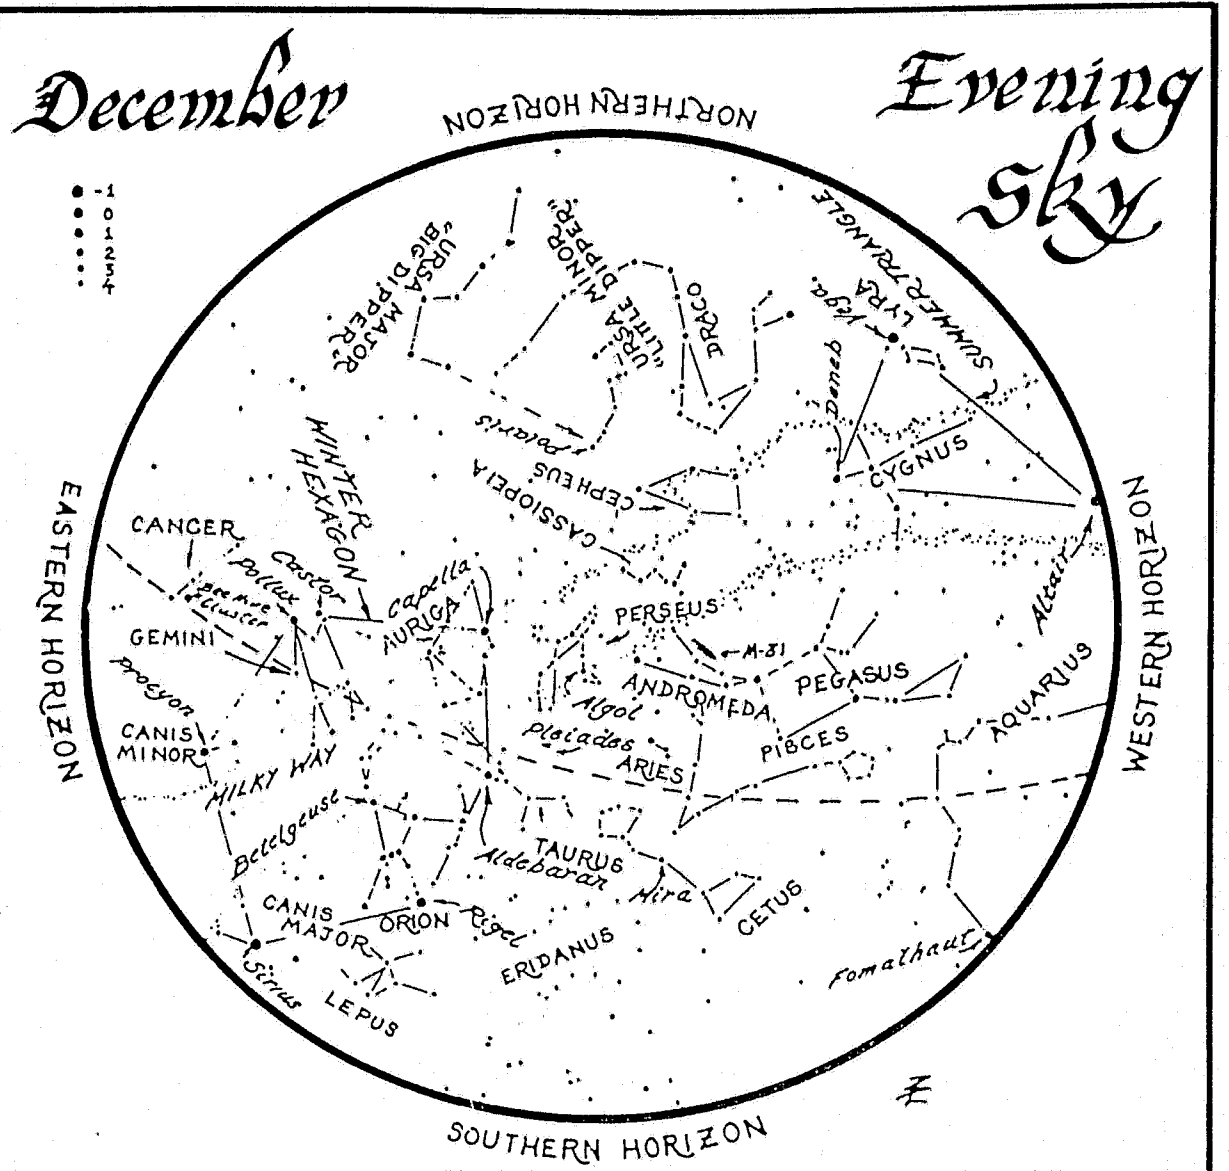 December
Evening
Sky
-1
0
1
2
3
4
NORTHERN HORIZON
EASTERN HORIZON
WESTERN HORIZON
SOUTHERN HORIZON
URSA MAJOR
"BIG DIPPER"
URSA MINOR
"LITTLE DIPPER"
DRACO
SUMMER TRIANGLE
LYRA
Vega
Deneb
CYGNUS
Polaris
CEPHEUS
CASSIOPEIA
WINTER
HEXAGON
CANCER
Pollux
Castor
Beehive
Cluster
GEMINI
Capella
AURIGA
PERSEUS
M-31
ANDROMEDA
PEGASUS
Altair
AQUARIUS
Procyon
CANIS
MINOR
MILKY WAY
Algol
Pleiades
ARIES
PISCES
Betelgeuse
TAURUS
Aldebaran
Mira
CETUS
CANIS
MAJOR
ORION
Rigel
ERIDANUS
Fomalhaut
Sirius
LEPUS